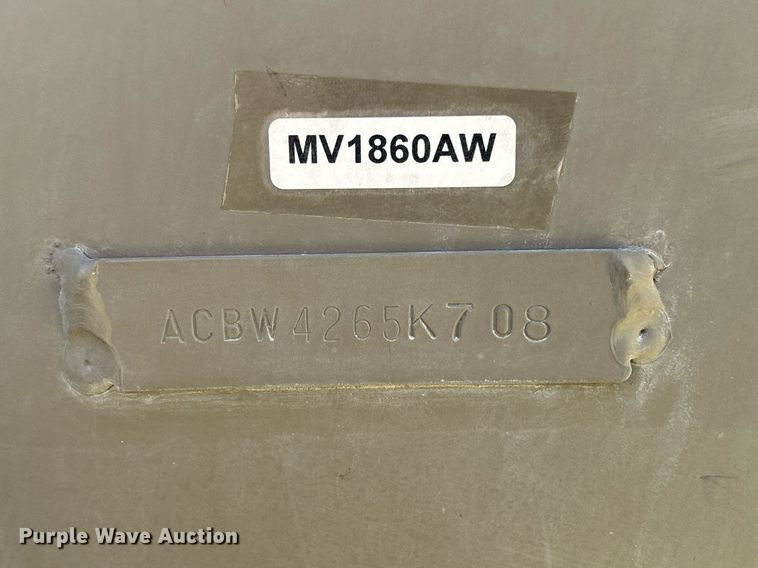 MV1860AW
ACBW4265K708
Purple Wave Auction